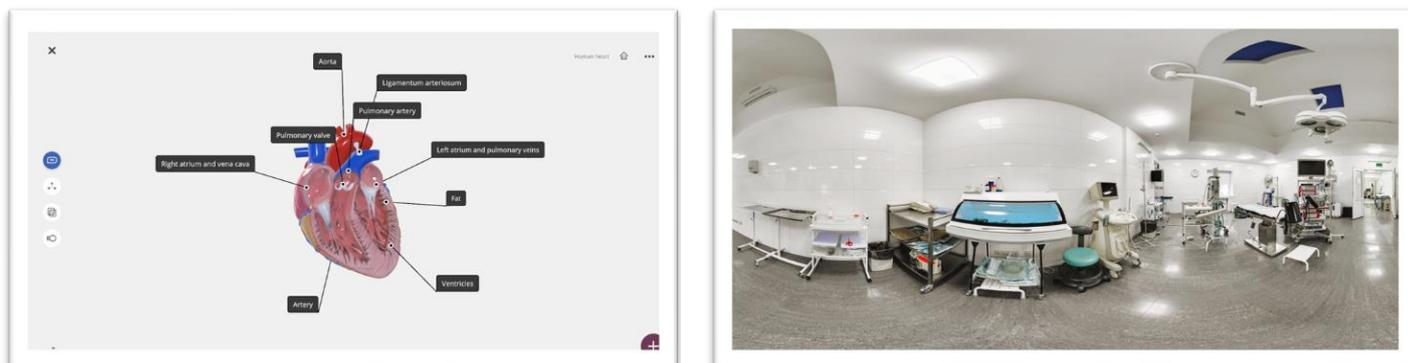 Human heart
Aorta
Ligamentum arteriosum
Pulmonary artery
Pulmonary valve
Left atrium and pulmonary veins
Right atrium and vena cava
Fat
Ventricles
Artery